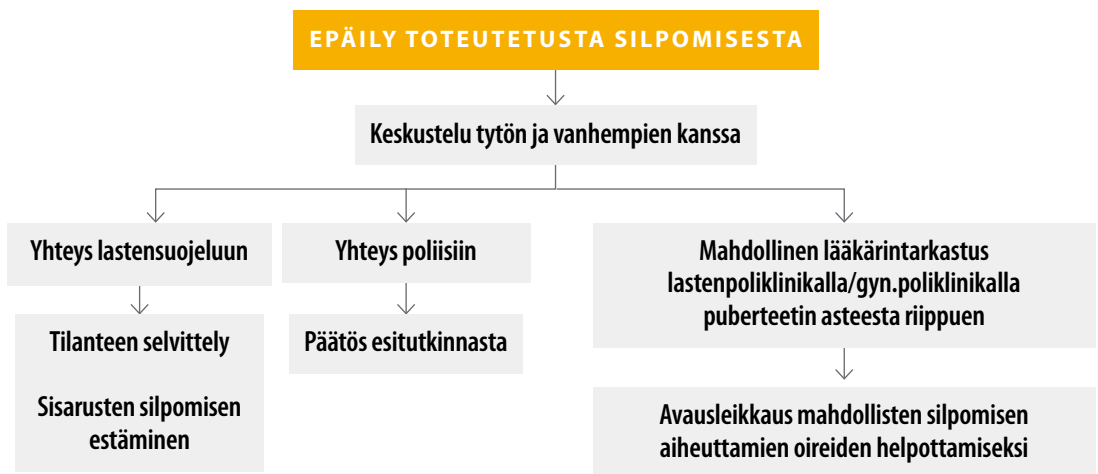 EPÄILY TOTEUTETUSTA SILPOMISESTA
Keskustelu tytön ja vanhempien kanssa
Yhteys lastensuojeluun
Tilanteen selvittely
Sisarusten silpomisen
estäminen
Yhteys poliisiin
Päätös esitutkinnasta
Mahdollinen lääkärintarkastus
lastenpoliklinikalla/gyn.poliklinikalla
puberteetin asteesta riippuen
Avausleikkaus mahdollisten silpomisen
aiheuttamien oireiden helpottamiseksi